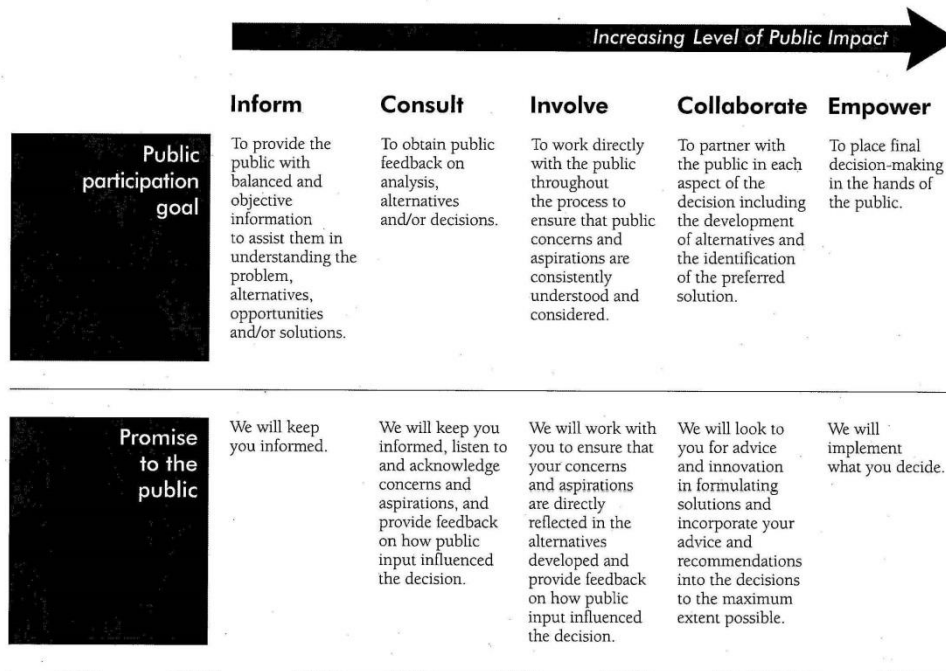 Increasing Level of Public Impact
Inform
Consult
Involve
Collaborate
Empower
Public
participation
goal
To provide the
public with
balanced and
objective
information
to assist them in
understanding the
problem,
alternatives,
opportunities
and/or solutions.
To obtain public
feedback on
analysis,
alternatives
and/or decisions.
To work directly
with the public
throughout
the process to
ensure that public
concerns and
aspirations are
consistently
understood and
considered.
To partner with
the public in each
aspect of the
decision including
the development
of alternatives and
the identification
of the preferred
solution.
To place final
decision-making
in the hands of
the public.
Promise
to the
public
We will keep
you informed.
We will keep you
informed, listen to
and acknowledge
concerns and
aspirations, and
provide feedback
on how public
input influenced
the decision.
We will work with
you to ensure that
your concerns
and aspirations
are directly
reflected in the
alternatives
developed and
provide feedback
on how public
input influenced
the decision.
We will look to
you for advice
and innovation
in formulating
solutions and
incorporate your
advice and
recommendations
into the decisions
to the maximum
extent possible.
We will
implement
what you decide.